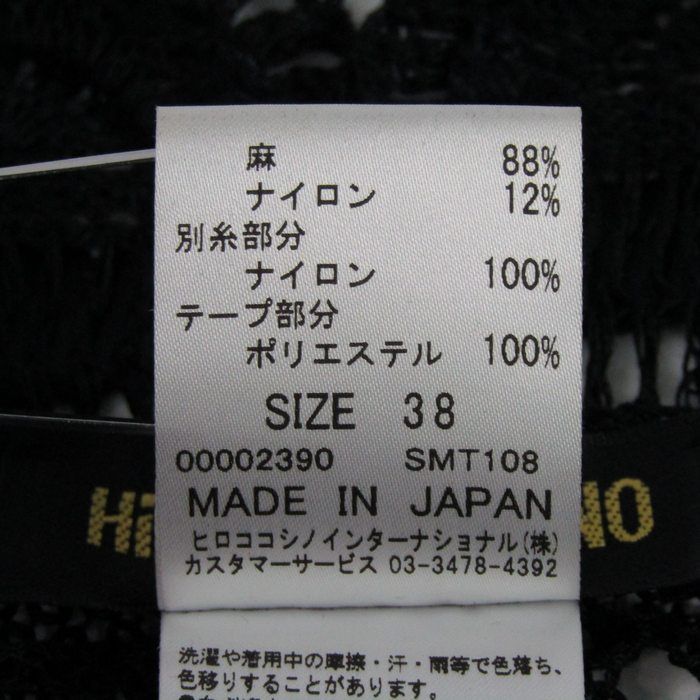 麻 88%
ナイロン 12%
別糸部分
ナイロン 100%
テープ部分
ポリエステル 100%
SIZE 38
00002390 SMT108
MADE IN JAPAN
ヒロココシノインターナショナル(株)
カスタマーサービス 03-3478-4392
洗濯や着用中の摩擦・汗・雨等で色落ち、
色移りすることがあります。